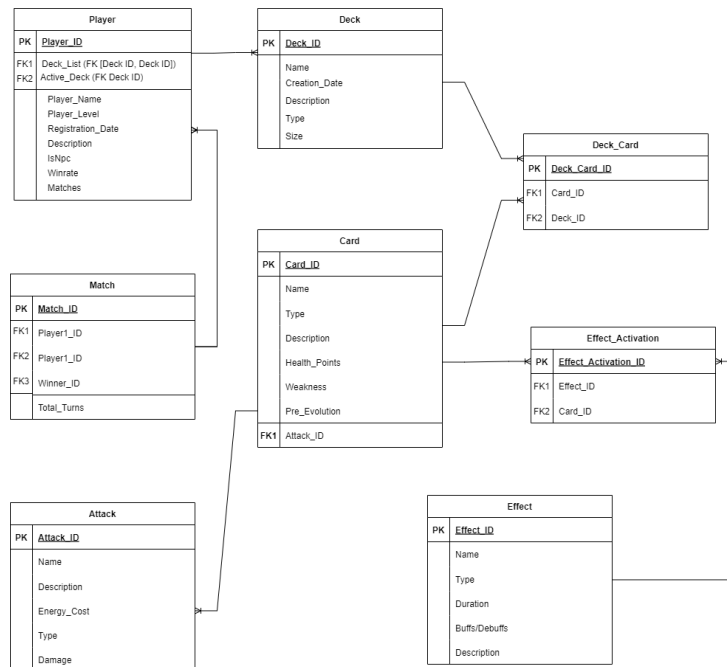 Player
PK Player_ID
FK1 Deck_List (FK [Deck ID, Deck ID])
FK2 Active_Deck (FK Deck ID)
Player_Name
Player_Level
Registration_Date
Description
IsNpc
Winrate
Matches
Deck
PK Deck_ID
Name
Creation_Date
Description
Type
Size
Deck_Card
PK Deck_Card_ID
FK1 Card_ID
FK2 Deck_ID
Card
PK Card_ID
Name
Type
Description
Health_Points
Weakness
Pre_Evolution
FK1 Attack_ID
Match
PK Match_ID
FK1 Player1_ID
FK2 Player1_ID
FK3 Winner_ID
Total_Turns
Effect_Activation
PK Effect_Activation_ID
FK1 Effect_ID
FK2 Card_ID
Attack
PK Attack_ID
Name
Description
Energy_Cost
Type
Damage
Effect
PK Effect_ID
Name
Type
Duration
Buffs/Debuffs
Description